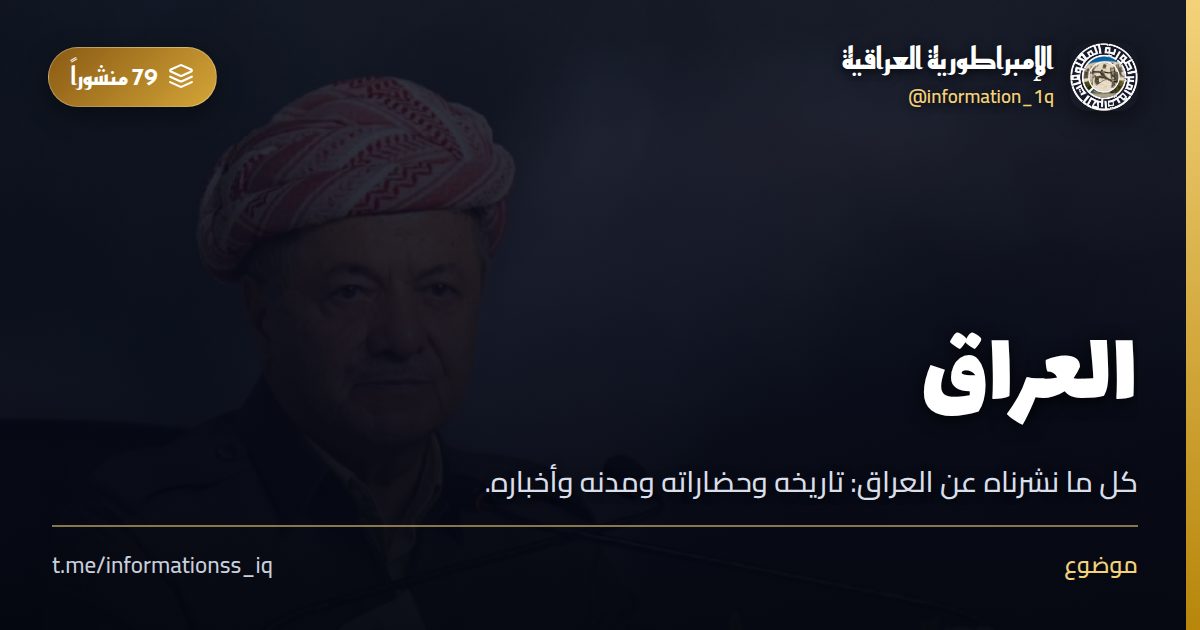 الإمبراطورية العراقية
@information_1q
79 منشوراً
العراق
كل ما نشرناه عن العراق: تاريخه وحضاراته ومدنه وأخباره.
موضوع
t.me/informationss_iq